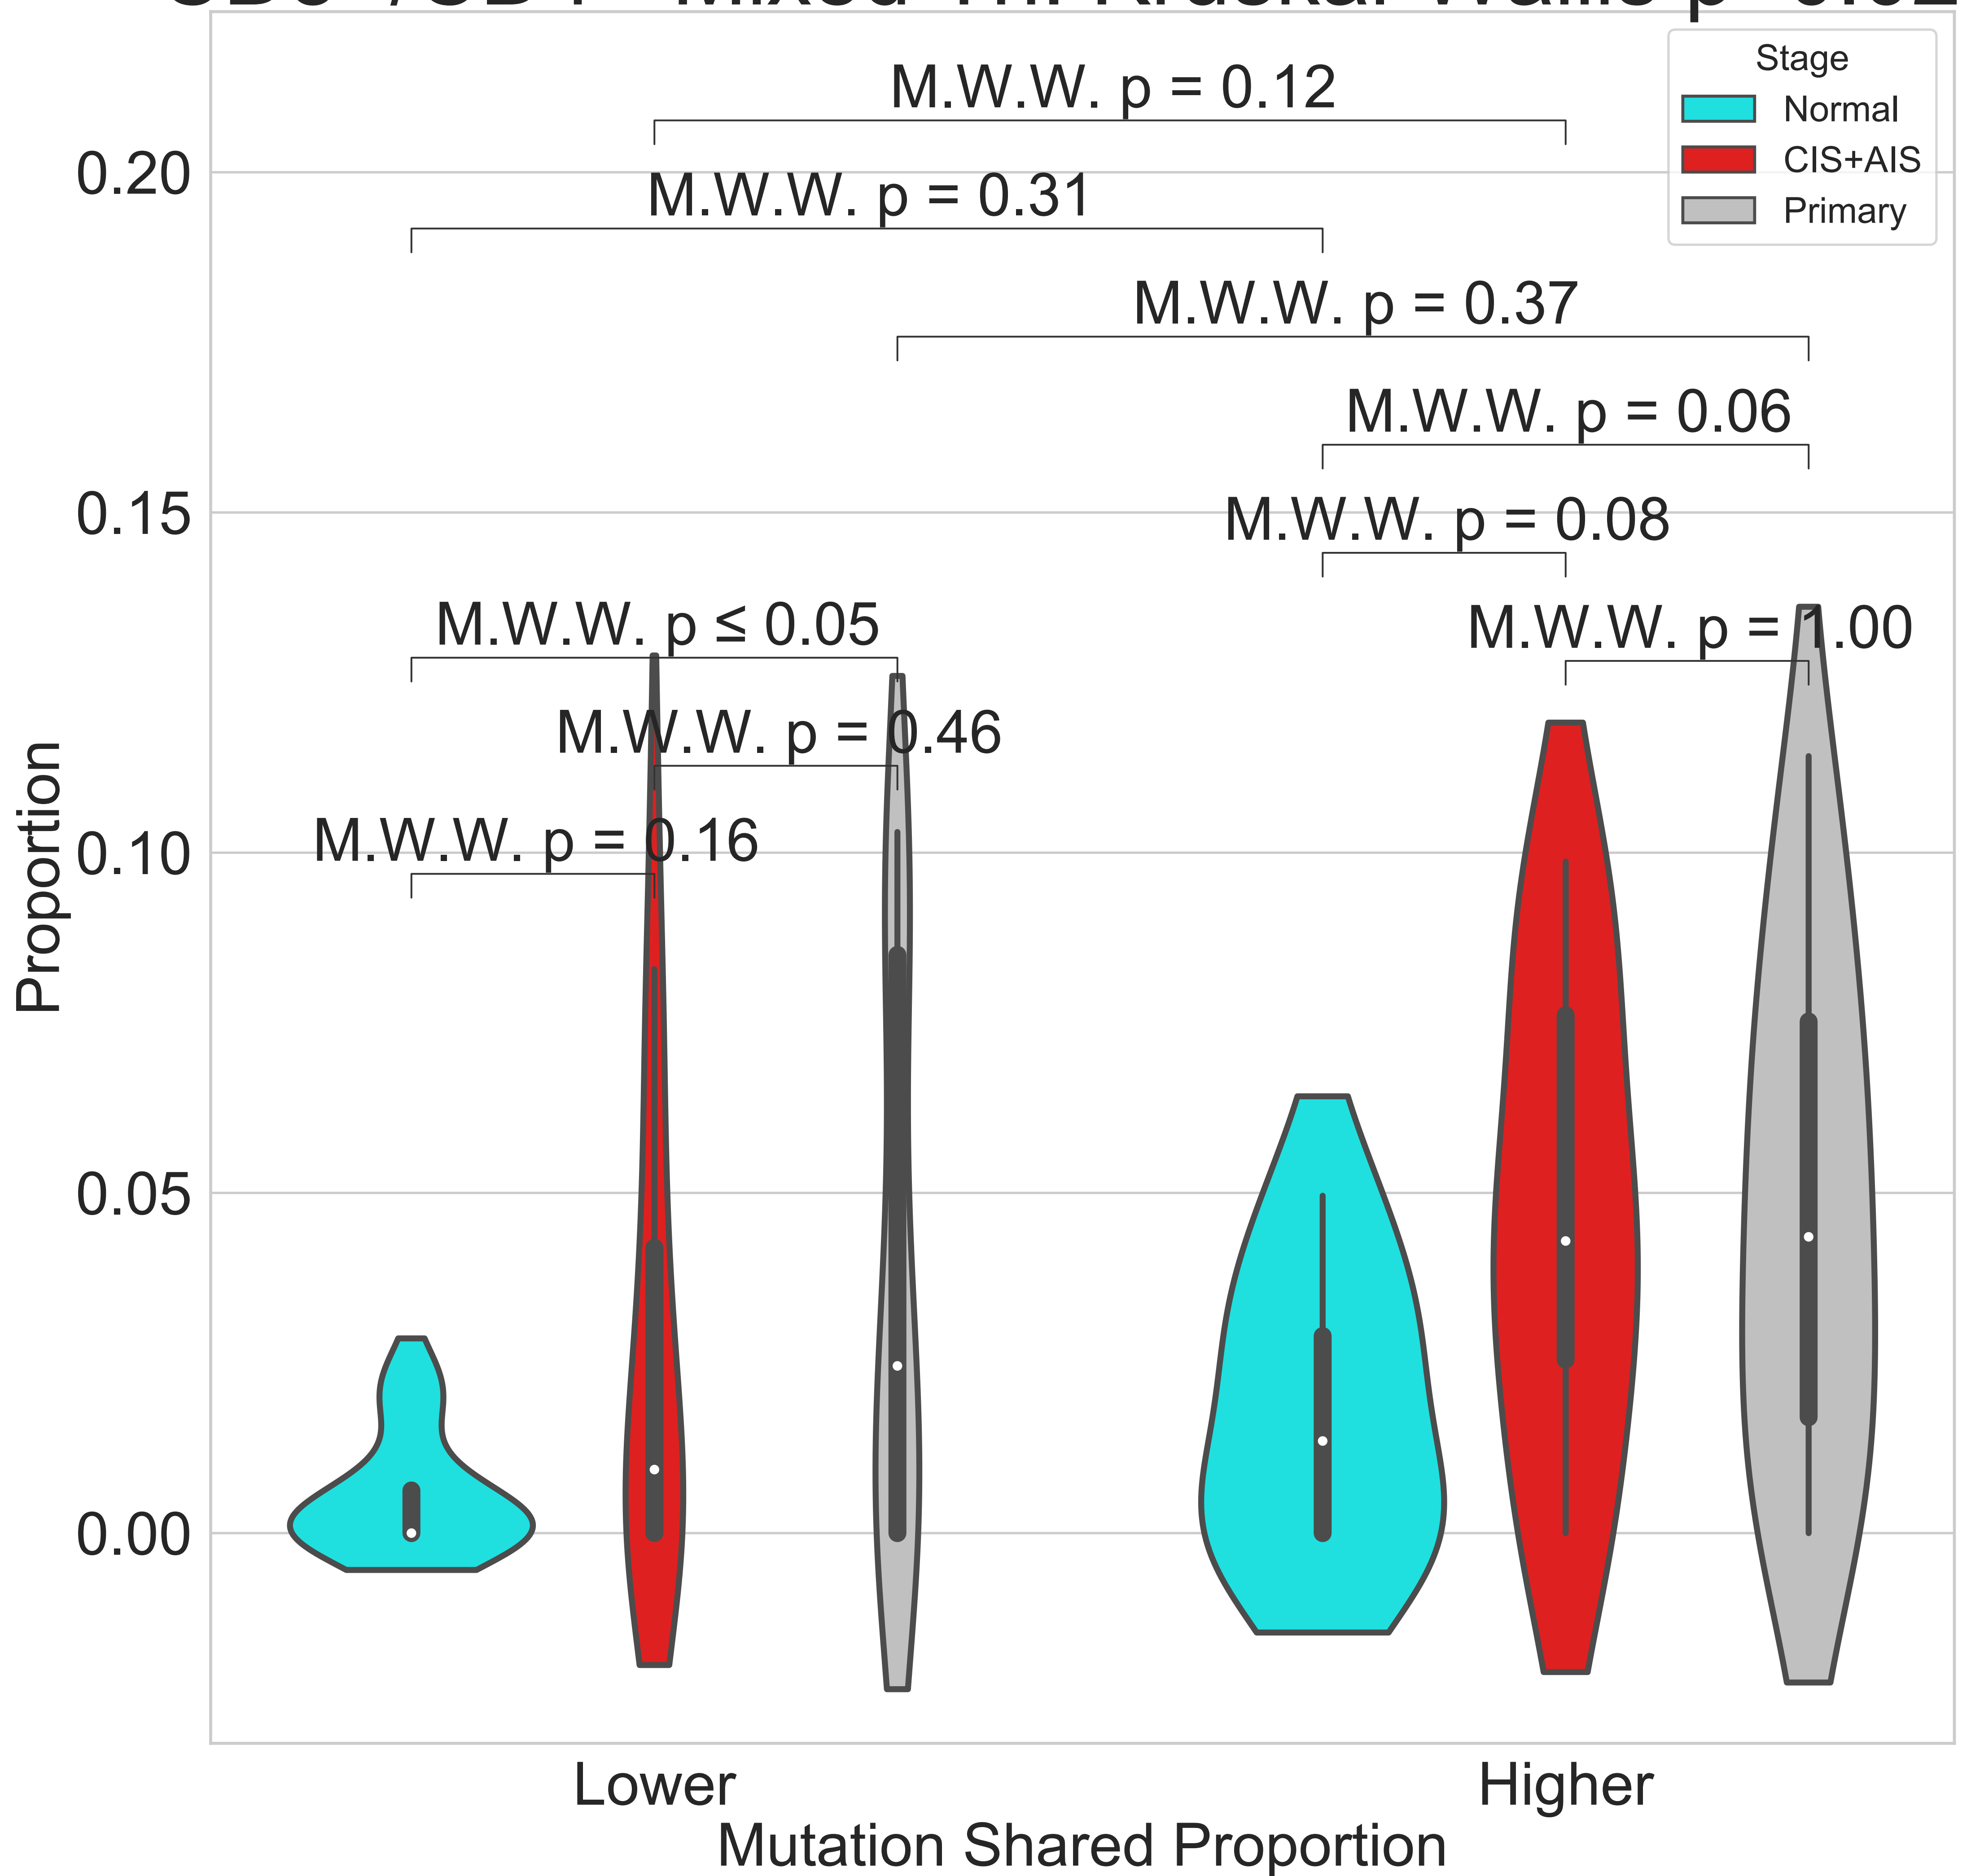 Stage
Normal
CIS+AIS
Primary
M.W.W. p = 0.12
M.W.W. p = 0.31
M.W.W. p = 0.37
M.W.W. p = 0.06
M.W.W. p = 0.08
M.W.W. p ≤ 0.05
M.W.W. p = 1.00
M.W.W. p = 0.46
M.W.W. p = 0.16
0.20
0.15
0.10
0.05
0.00
Proportion
Lower
Higher
Mutation Shared Proportion